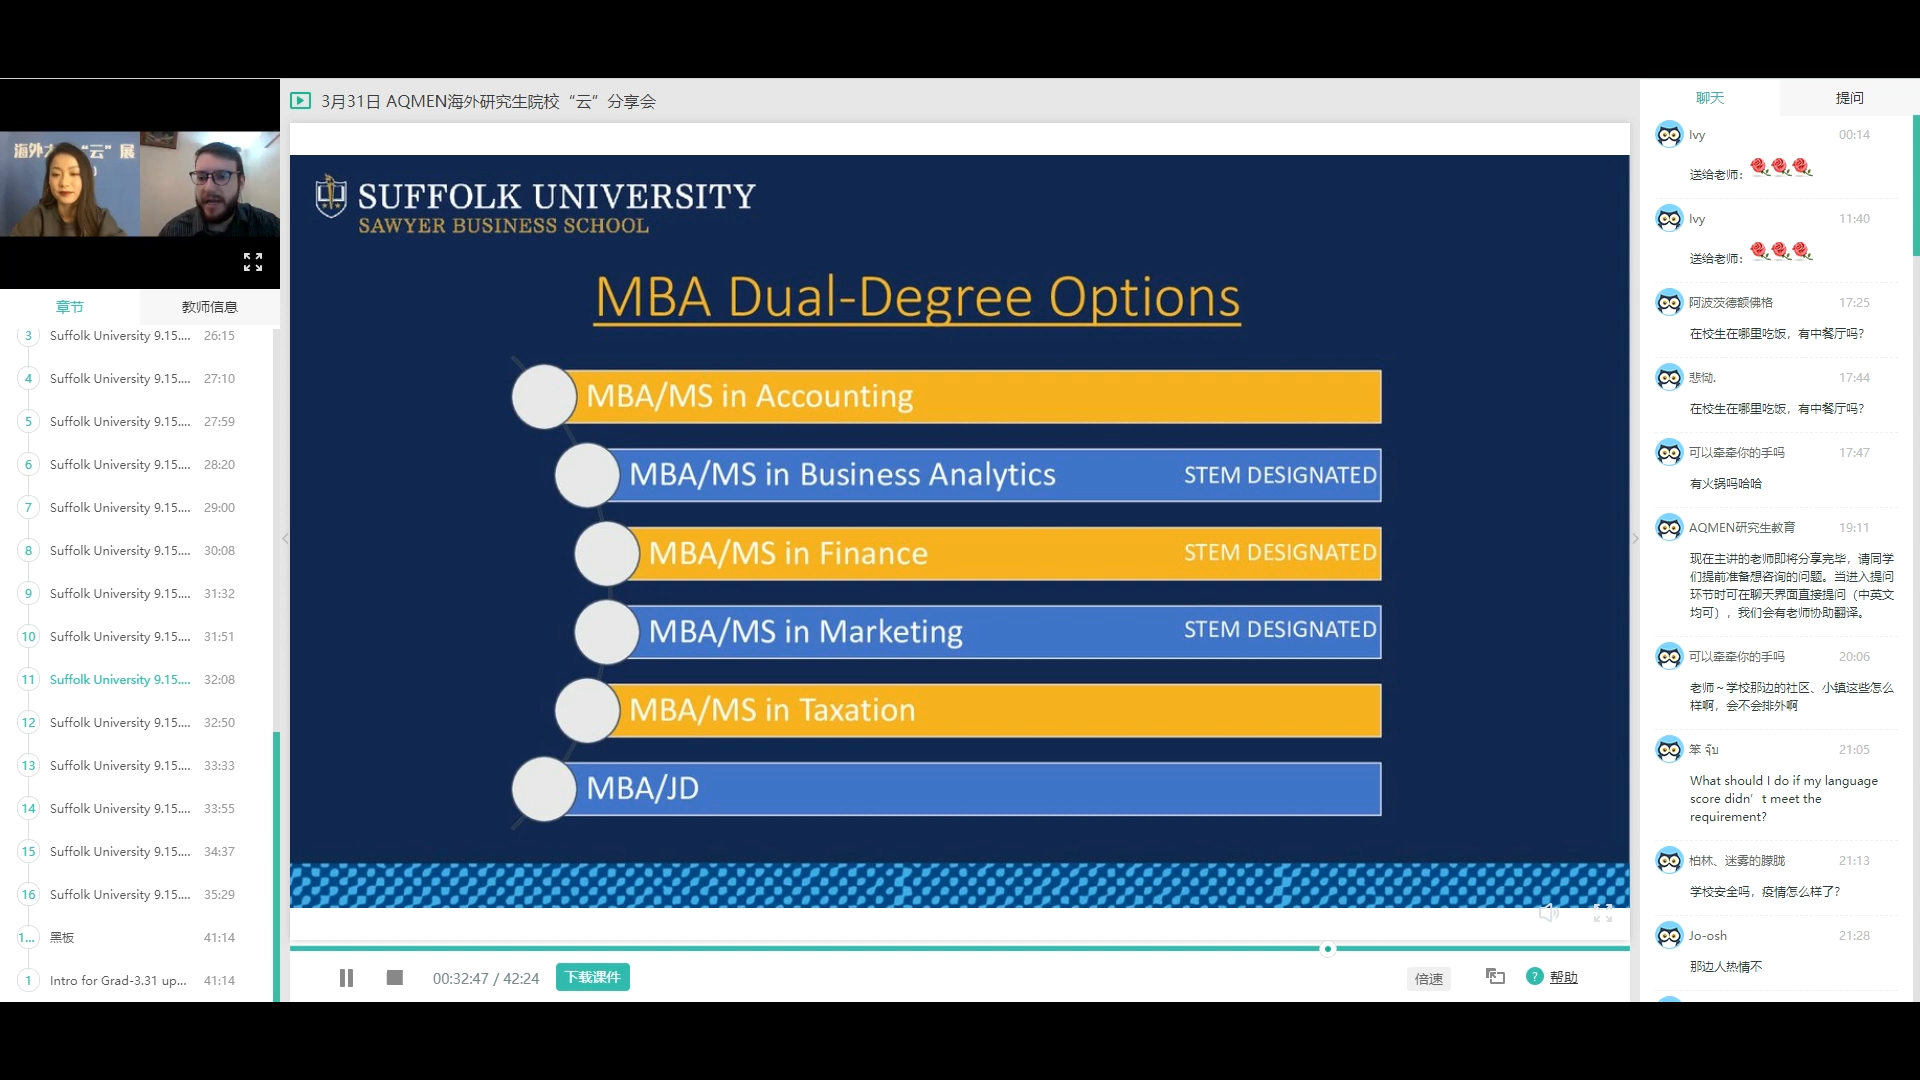 3月31日 AQMEN海外研究生院校“云”分享会
海外大 “云” 展
章节
教师信息
3 Suffolk University 9.15.... 26:15
4 Suffolk University 9.15.... 27:10
5 Suffolk University 9.15.... 27:59
6 Suffolk University 9.15.... 28:20
7 Suffolk University 9.15.... 29:00
8 Suffolk University 9.15.... 30:08
9 Suffolk University 9.15.... 31:32
10 Suffolk University 9.15.... 31:51
11 Suffolk University 9.15.... 32:08
12 Suffolk University 9.15.... 32:50
13 Suffolk University 9.15.... 33:33
14 Suffolk University 9.15.... 33:55
15 Suffolk University 9.15.... 34:37
16 Suffolk University 9.15.... 35:29
1... 黑板 41:14
1 Intro for Grad-3.31 up... 41:14
SUFFOLK UNIVERSITY
SAWYER BUSINESS SCHOOL
MBA Dual-Degree Options
MBA/MS in Accounting
MBA/MS in Business Analytics STEM DESIGNATED
MBA/MS in Finance STEM DESIGNATED
MBA/MS in Marketing STEM DESIGNATED
MBA/MS in Taxation
MBA/JD
00:32:47 / 42:24
下载课件
倍速
? 帮助
聊天
提问
Ivy 00:14
送给老师:
Ivy 11:40
送给老师:
阿波茨德额佛格 17:25
在校生在哪里吃饭，有中餐厅吗？
悲恸. 17:44
在校生在哪里吃饭，有中餐厅吗？
可以牵牵你的手吗 17:47
有火锅吗哈哈
AQMEN研究生教育 19:11
现在主讲的老师即将分享完毕，请同学
们提前准备想咨询的问题。当进入提问
环节时可在聊天界面直接提问（中英文
均可），我们会有老师协助翻译。
可以牵牵你的手吗 20:06
老师～学校那边的社区、小镇这些怎么
样啊，会不会排外啊
笨 จุ๊บ 21:05
What should I do if my language
score didn’t meet the
requirement?
柏林、迷雾的朦胧 21:13
学校安全吗，疫情怎么样了？
Jo-osh 21:28
那边人热情不